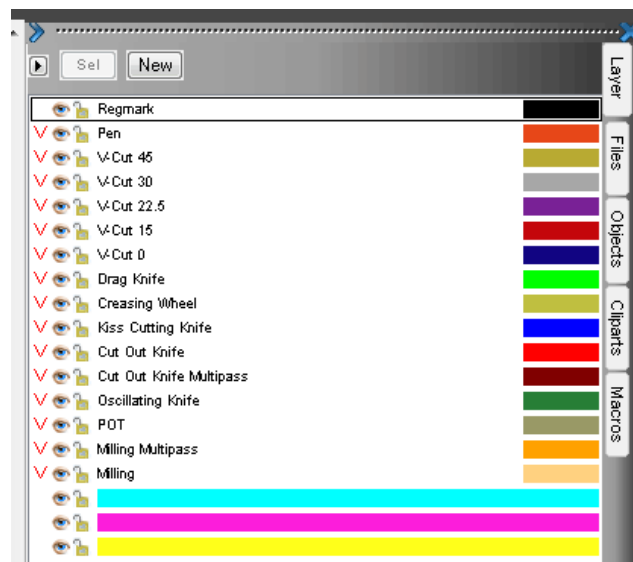 Sel New
Regmark
Pen
V-Cut 45
V-Cut 30
V-Cut 22.5
V-Cut 15
V-Cut 0
Drag Knife
Creasing Wheel
Kiss Cutting Knife
Cut Out Knife
Cut Out Knife Multipass
Oscillating Knife
POT
Milling Multipass
Milling
Layer
Files
Objects
Cliparts
Macros